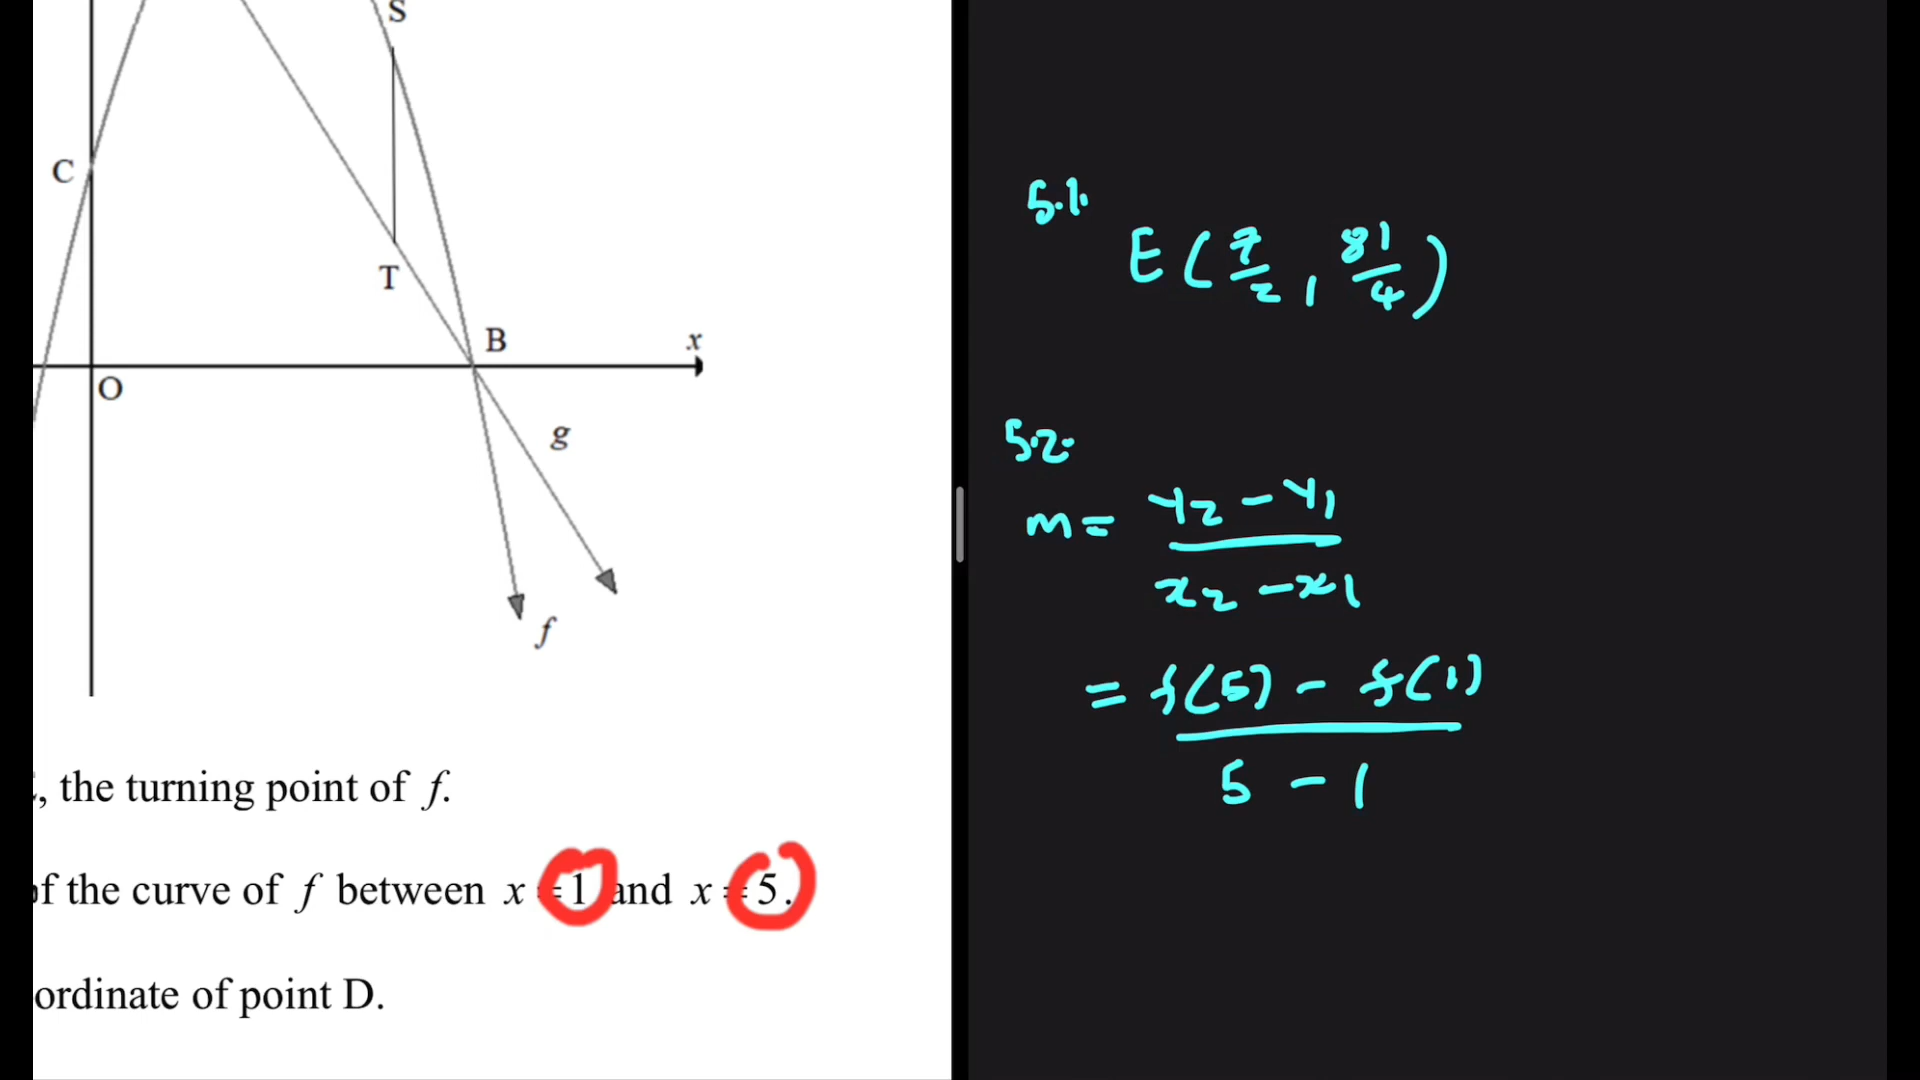 S
C
T
B
x
O
g
f
, the turning point of f.
of the curve of f between x = 1 and x = 5.
ordinate of point D.
5.1.
E ( 7/2 , 81/4 )
5.2.
m = y2 - y1
x2 - x1
= f(5) - f(1)
5 - 1